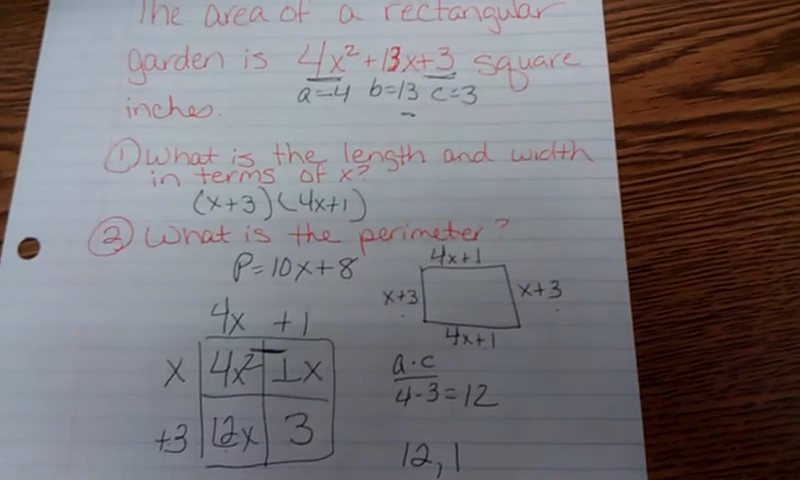 The area of a rectangular
garden is 4x² + 13x+3 square
a=4 b=13 c=3
inches.
① What is the length and width
in terms of x?
(x+3)(4x+1)
② What is the perimeter?
P=10x+8
4x+1
x+3
x+3
4x+1
4x +1
x 4x² 1x
+3 12x 3
a·c
4·3=12
12, 1